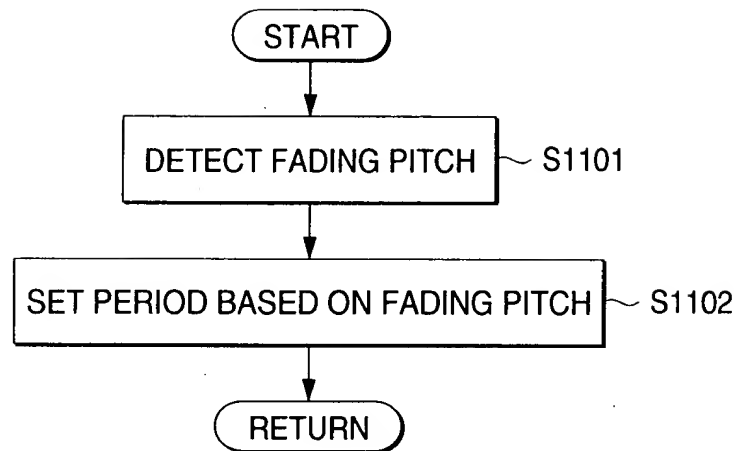 START
DETECT FADING PITCH S1101
SET PERIOD BASED ON FADING PITCH S1102
RETURN